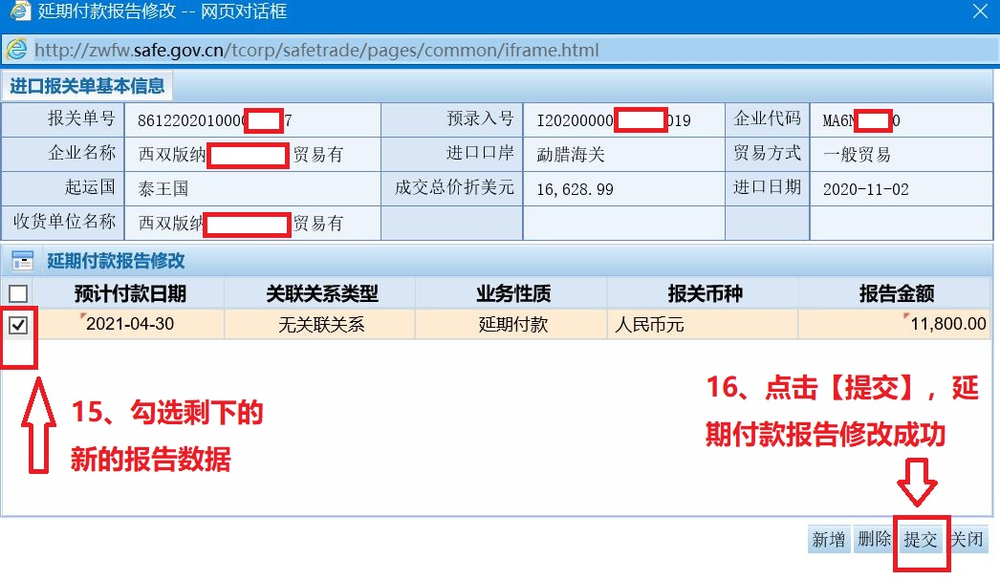 延期付款报告修改 -- 网页对话框
http://zwfw.safe.gov.cn/tcorp/safetrade/pages/common/iframe.html
进口报关单基本信息
报关单号 8612202010000 7 预录入号 I20200000 019 企业代码 MA6N 0
企业名称 西双版纳 贸易有 进口口岸 勐腊海关 贸易方式 一般贸易
起运国 泰王国 成交总价折美元 16,628.99 进口日期 2020-11-02
收货单位名称 西双版纳 贸易有
延期付款报告修改
预计付款日期 关联关系类型 业务性质 报关币种 报告金额
2021-04-30 无关联关系 延期付款 人民币元 11,800.00
15、勾选剩下的
新的报告数据
16、点击【提交】，延
期付款报告修改成功
新增 删除 提交 关闭